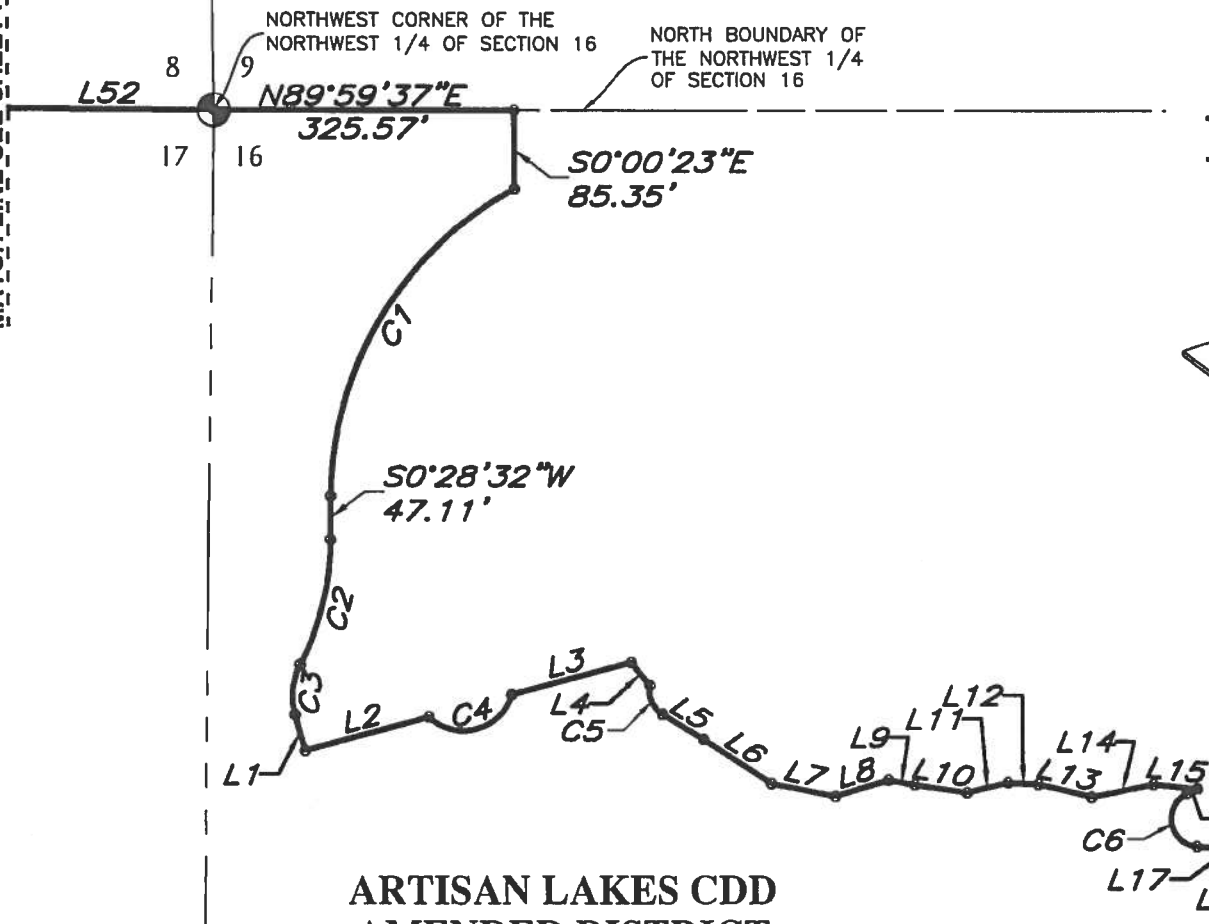 NORTHWEST CORNER OF THE
NORTHWEST 1/4 OF SECTION 16
NORTH BOUNDARY OF
THE NORTHWEST 1/4
OF SECTION 16
8 9
17 16
L52
N89°59'37"E
325.57'
S0°00'23"E
85.35'
C1
S0°28'32"W
47.11'
C2
C3
L1
L2
C4
L3
L4
C5
L5
L6
L7
L8
L9
L10
L11
L12
L13
L14
L15
C6
L17
ARTISAN LAKES CDD
AMENDED DISTRICT